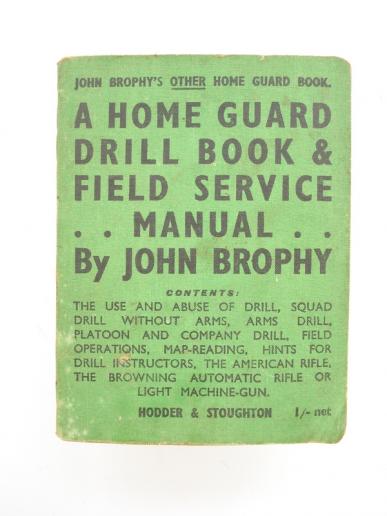 JOHN BROPHY'S OTHER HOME GUARD BOOK.
A HOME GUARD
DRILL BOOK &
FIELD SERVICE
. . MANUAL . .
By JOHN BROPHY
CONTENTS:
THE USE AND ABUSE OF DRILL, SQUAD
DRILL WITHOUT ARMS, ARMS DRILL,
PLATOON AND COMPANY DRILL, FIELD
OPERATIONS, MAP-READING, HINTS FOR
DRILL INSTRUCTORS, THE AMERICAN RIFLE,
THE BROWNING AUTOMATIC RIFLE OR
LIGHT MACHINE-GUN.
HODDER & STOUGHTON 1/- net